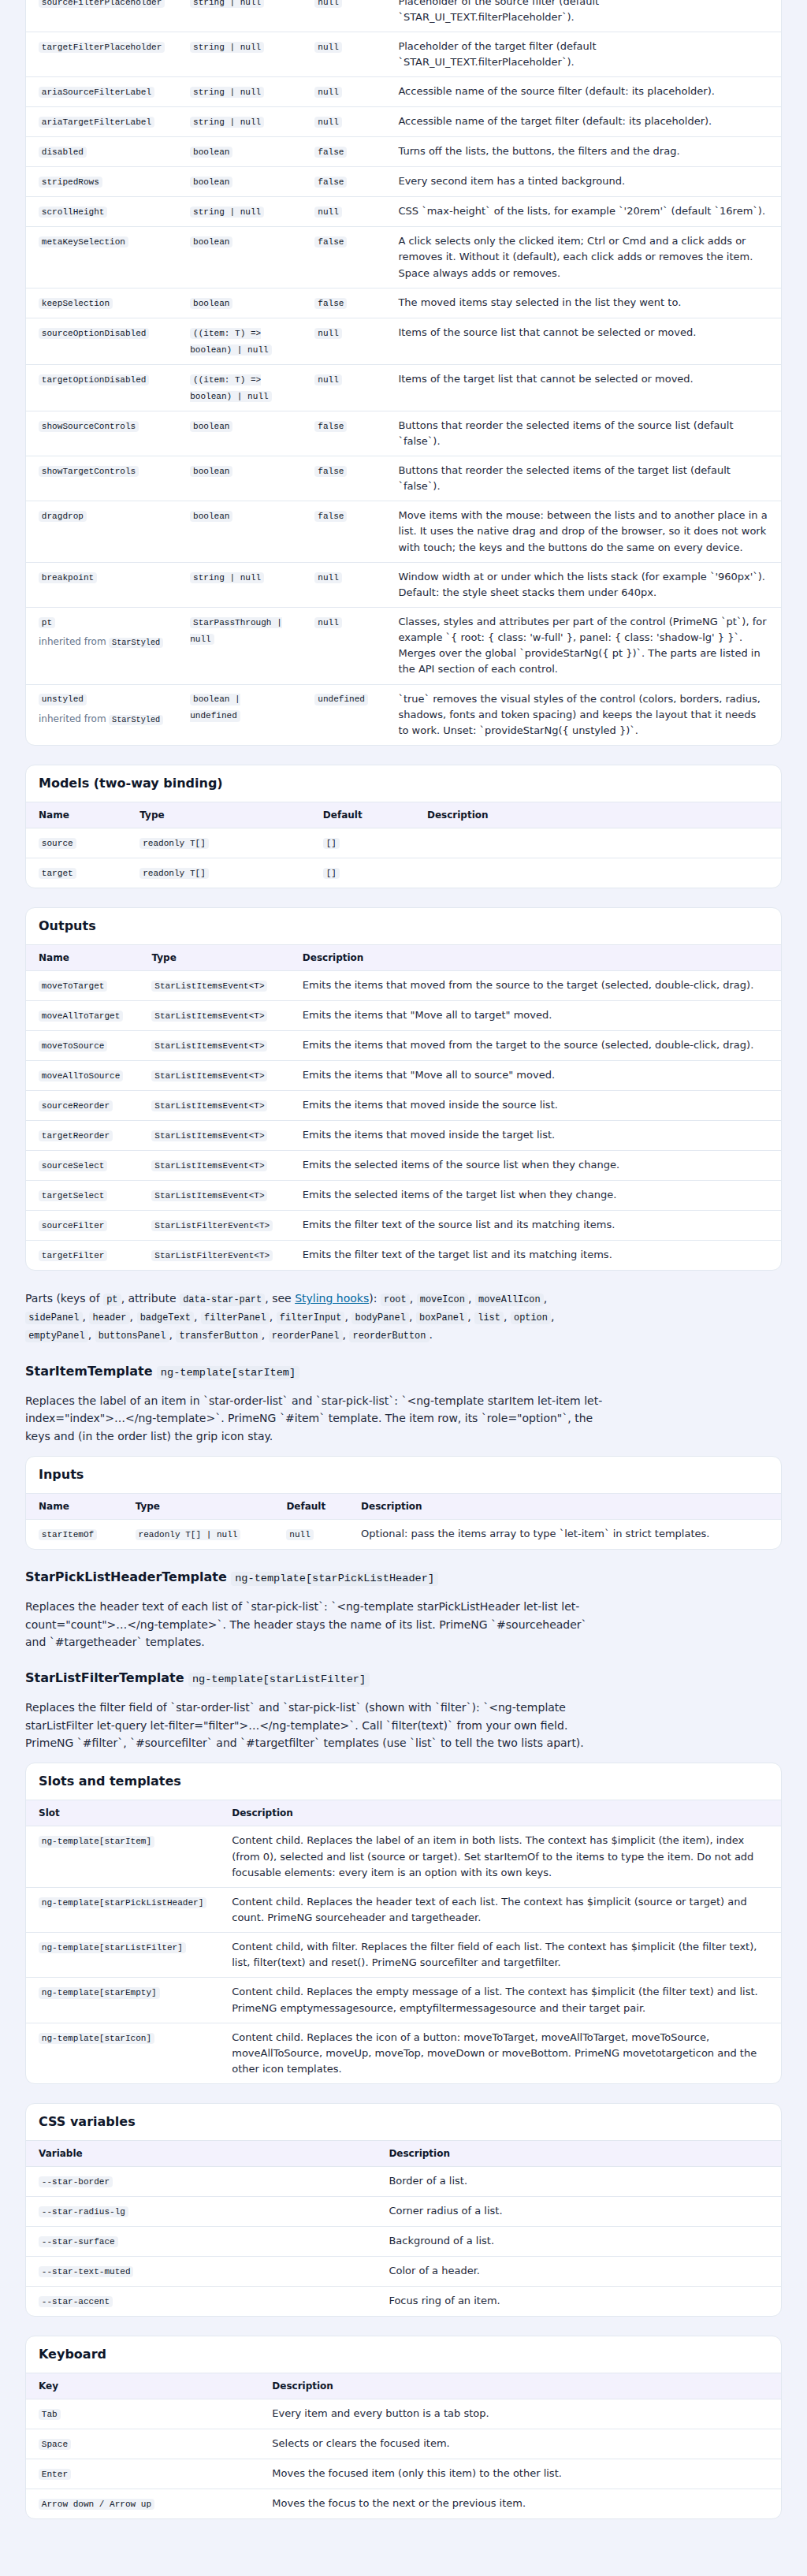 sourceFilterPlaceholder string | null null Placeholder of the source filter (default
`STAR_UI_TEXT.filterPlaceholder`).
targetFilterPlaceholder string | null null Placeholder of the target filter (default
`STAR_UI_TEXT.filterPlaceholder`).
ariaSourceFilterLabel string | null null Accessible name of the source filter (default: its placeholder).
ariaTargetFilterLabel string | null null Accessible name of the target filter (default: its placeholder).
disabled boolean false Turns off the lists, the buttons, the filters and the drag.
stripedRows boolean false Every second item has a tinted background.
scrollHeight string | null null CSS `max-height` of the lists, for example `'20rem'` (default `16rem`).
metaKeySelection boolean false A click selects only the clicked item; Ctrl or Cmd and a click adds or
removes it. Without it (default), each click adds or removes the item.
Space always adds or removes.
keepSelection boolean false The moved items stay selected in the list they went to.
sourceOptionDisabled ((item: T) => null Items of the source list that cannot be selected or moved.
boolean) | null
targetOptionDisabled ((item: T) => null Items of the target list that cannot be selected or moved.
boolean) | null
showSourceControls boolean false Buttons that reorder the selected items of the source list (default
`false`).
showTargetControls boolean false Buttons that reorder the selected items of the target list (default
`false`).
dragdrop boolean false Move items with the mouse: between the lists and to another place in a
list. It uses the native drag and drop of the browser, so it does not work
with touch; the keys and the buttons do the same on every device.
breakpoint string | null null Window width at or under which the lists stack (for example `'960px'`).
Default: the style sheet stacks them under 640px.
pt StarPassThrough | null Classes, styles and attributes per part of the control (PrimeNG `pt`), for
inherited from StarStyled null example `{ root: { class: 'w-full' }, panel: { class: 'shadow-lg' } }`.
Merges over the global `provideStarNg({ pt })`. The parts are listed in
the API section of each control.
unstyled boolean | undefined `true` removes the visual styles of the control (colors, borders, radius,
inherited from StarStyled undefined shadows, fonts and token spacing) and keeps the layout that it needs
to work. Unset: `provideStarNg({ unstyled })`.
Models (two-way binding)
Name Type Default Description
source readonly T[] []
target readonly T[] []
Outputs
Name Type Description
moveToTarget StarListItemsEvent<T> Emits the items that moved from the source to the target (selected, double-click, drag).
moveAllToTarget StarListItemsEvent<T> Emits the items that "Move all to target" moved.
moveToSource StarListItemsEvent<T> Emits the items that moved from the target to the source (selected, double-click, drag).
moveAllToSource StarListItemsEvent<T> Emits the items that "Move all to source" moved.
sourceReorder StarListItemsEvent<T> Emits the items that moved inside the source list.
targetReorder StarListItemsEvent<T> Emits the items that moved inside the target list.
sourceSelect StarListItemsEvent<T> Emits the selected items of the source list when they change.
targetSelect StarListItemsEvent<T> Emits the selected items of the target list when they change.
sourceFilter StarListFilterEvent<T> Emits the filter text of the source list and its matching items.
targetFilter StarListFilterEvent<T> Emits the filter text of the target list and its matching items.
Parts (keys of pt, attribute data-star-part, see Styling hooks): root, moveIcon, moveAllIcon,
sidePanel, header, badgeText, filterPanel, filterInput, bodyPanel, boxPanel, list, option,
emptyPanel, buttonsPanel, transferButton, reorderPanel, reorderButton.
StarItemTemplate ng-template[starItem]
Replaces the label of an item in `star-order-list` and `star-pick-list`: `<ng-template starItem let-item let-
index="index">…</ng-template>`. PrimeNG `#item` template. The item row, its `role="option"`, the
keys and (in the order list) the grip icon stay.
Inputs
Name Type Default Description
starItemOf readonly T[] | null null Optional: pass the items array to type `let-item` in strict templates.
StarPickListHeaderTemplate ng-template[starPickListHeader]
Replaces the header text of each list of `star-pick-list`: `<ng-template starPickListHeader let-list let-
count="count">…</ng-template>`. The header stays the name of its list. PrimeNG `#sourceheader`
and `#targetheader` templates.
StarListFilterTemplate ng-template[starListFilter]
Replaces the filter field of `star-order-list` and `star-pick-list` (shown with `filter`): `<ng-template
starListFilter let-query let-filter="filter">…</ng-template>`. Call `filter(text)` from your own field.
PrimeNG `#filter`, `#sourcefilter` and `#targetfilter` templates (use `list` to tell the two lists apart).
Slots and templates
Slot Description
ng-template[starItem] Content child. Replaces the label of an item in both lists. The context has $implicit (the item), index
(from 0), selected and list (source or target). Set starItemOf to the items to type the item. Do not add
focusable elements: every item is an option with its own keys.
ng-template[starPickListHeader] Content child. Replaces the header text of each list. The context has $implicit (source or target) and
count. PrimeNG sourceheader and targetheader.
ng-template[starListFilter] Content child, with filter. Replaces the filter field of each list. The context has $implicit (the filter text),
list, filter(text) and reset(). PrimeNG sourcefilter and targetfilter.
ng-template[starEmpty] Content child. Replaces the empty message of a list. The context has $implicit (the filter text) and list.
PrimeNG emptymessagesource, emptyfiltermessagesource and their target pair.
ng-template[starIcon] Content child. Replaces the icon of a button: moveToTarget, moveAllToTarget, moveToSource,
moveAllToSource, moveUp, moveTop, moveDown or moveBottom. PrimeNG movetotargeticon and the
other icon templates.
CSS variables
Variable Description
--star-border Border of a list.
--star-radius-lg Corner radius of a list.
--star-surface Background of a list.
--star-text-muted Color of a header.
--star-accent Focus ring of an item.
Keyboard
Key Description
Tab Every item and every button is a tab stop.
Space Selects or clears the focused item.
Enter Moves the focused item (only this item) to the other list.
Arrow down / Arrow up Moves the focus to the next or the previous item.